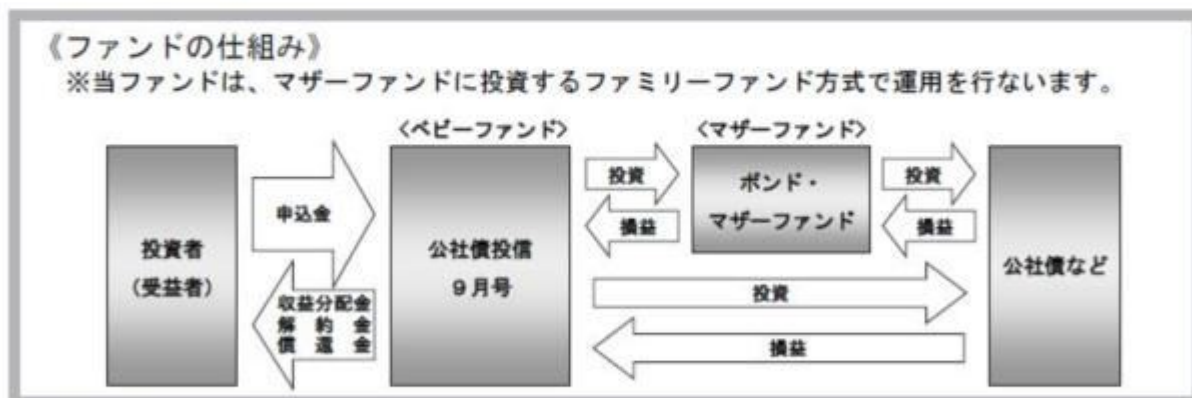 《ファンドの仕組み》
※当ファンドは、マザーファンドに投資するファミリーファンド方式で運用を行ないます。
〈ベビーファンド〉
〈マザーファンド〉
投資者
（受益者）
申込金
収益分配金
解約金
償還金
公社債投信
９月号
投資
損益
ボンド・
マザーファンド
投資
損益
投資
損益
公社債など